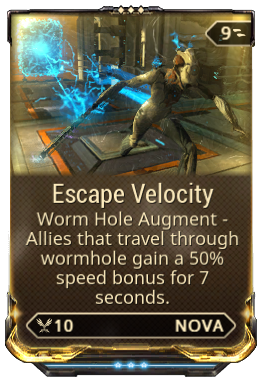 9
Escape Velocity
Worm Hole Augment -
Allies that travel through
wormhole gain a 50%
speed bonus for 7
seconds.
10 NOVA